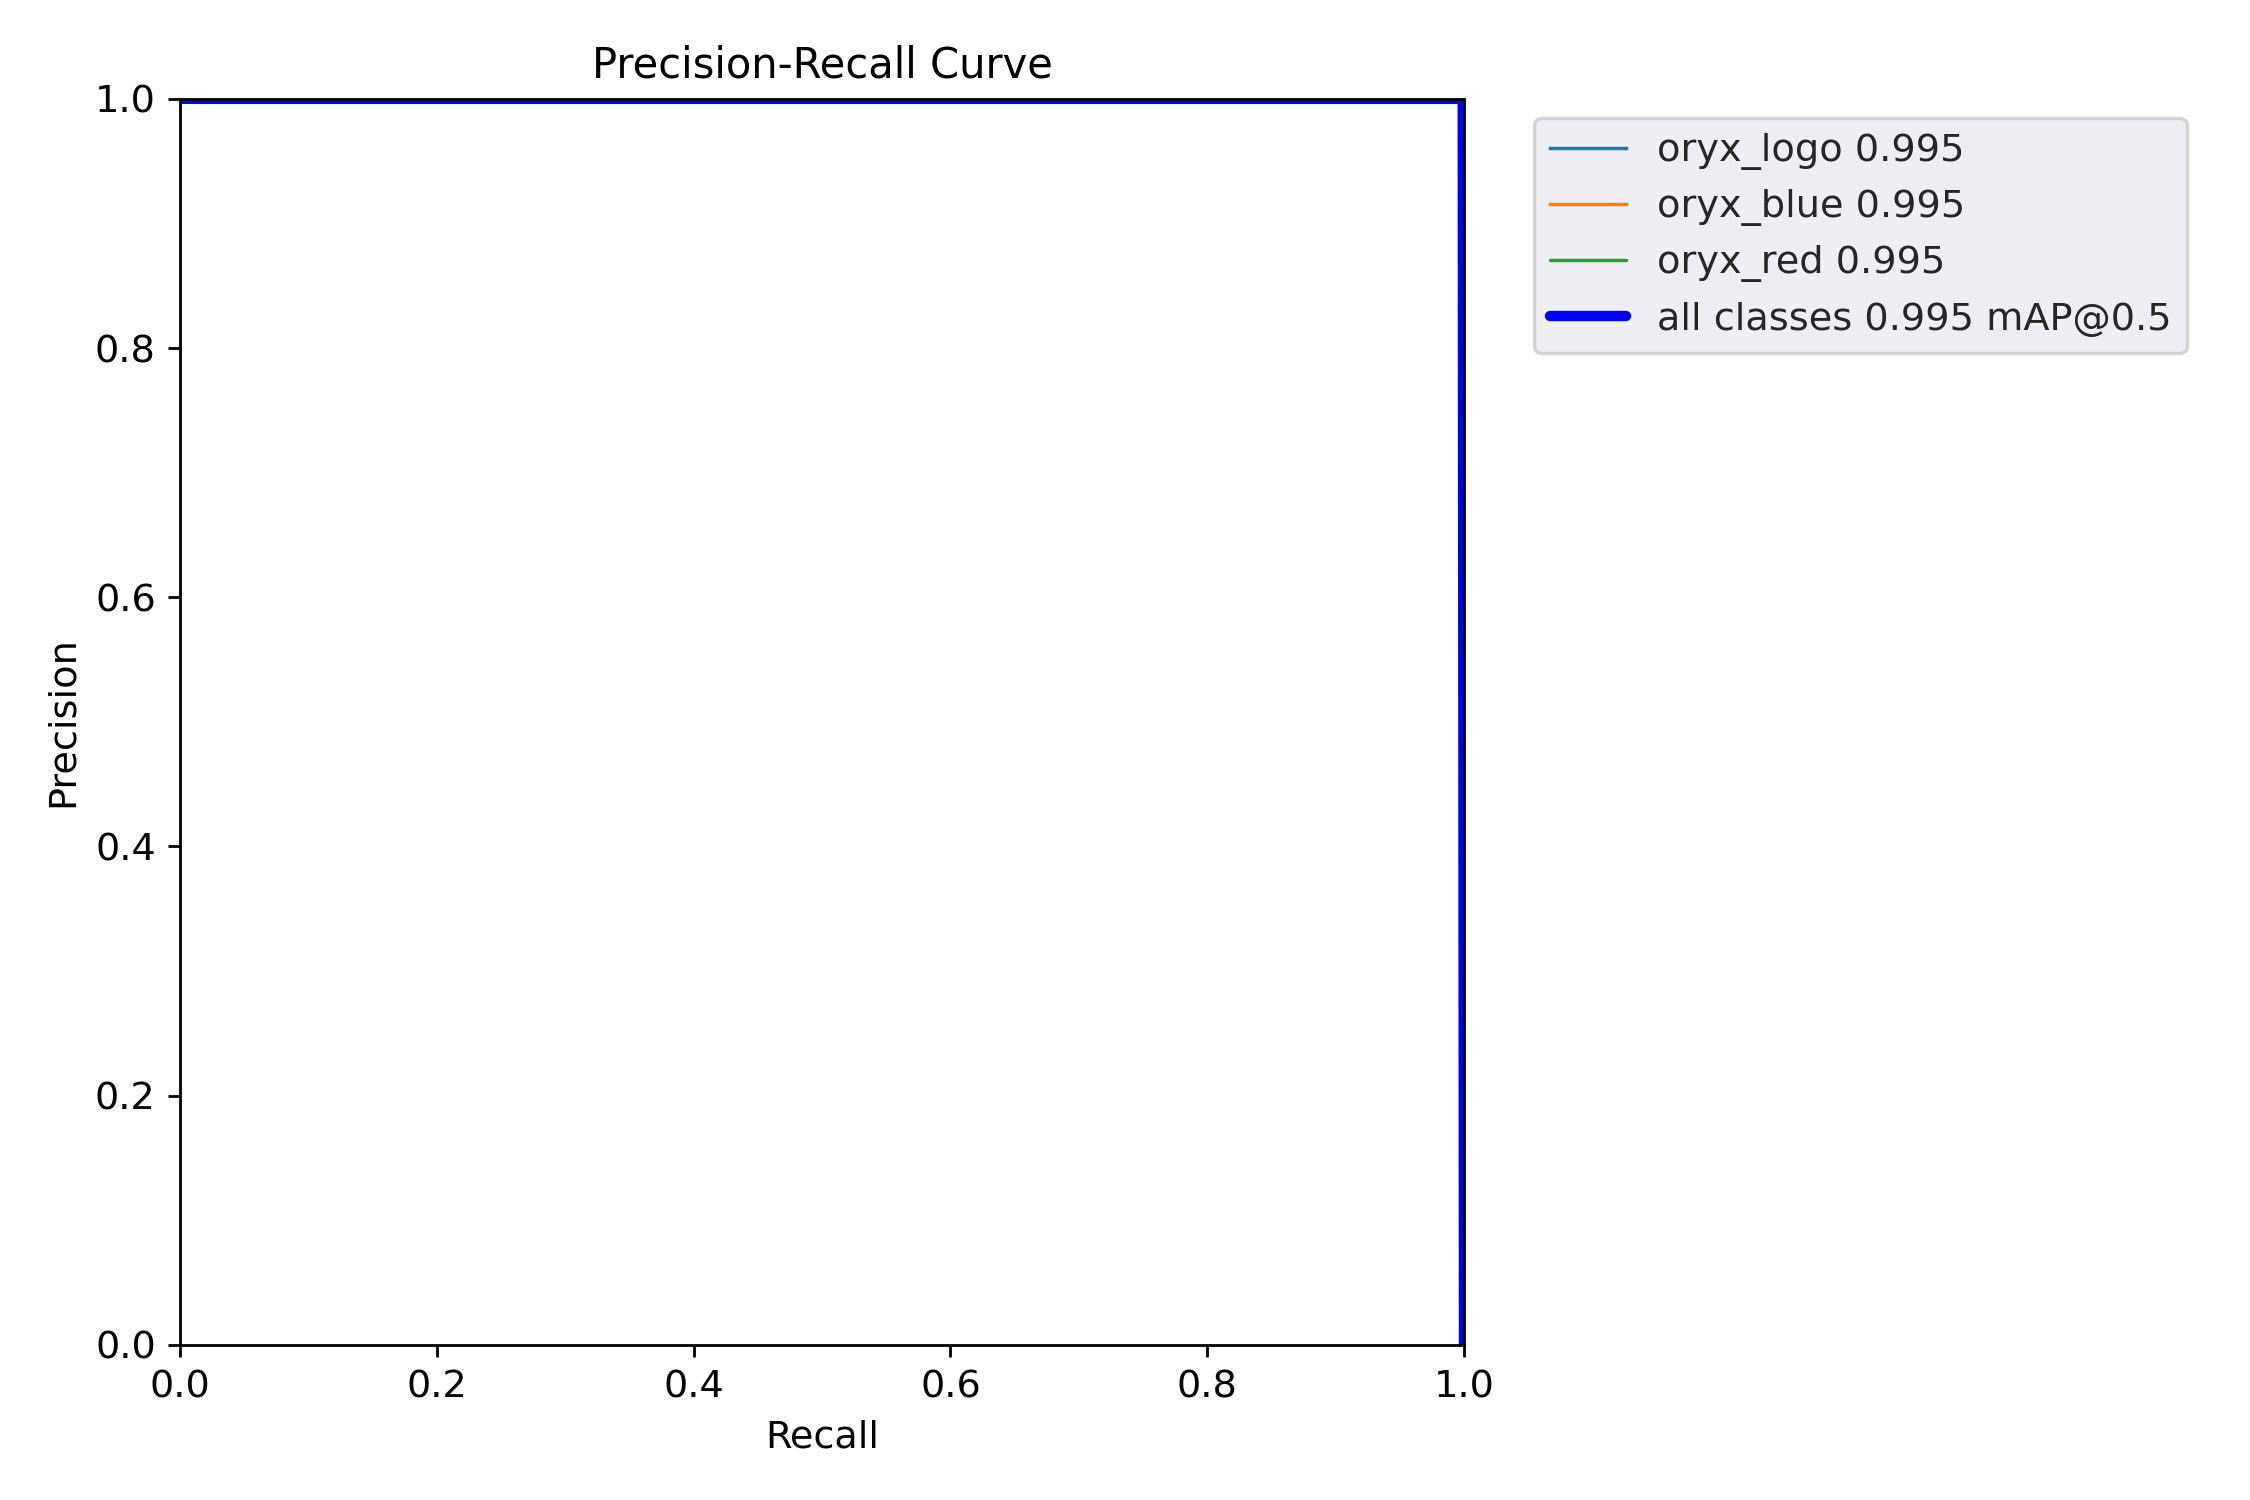 Precision-Recall Curve
1.0
0.8
0.6
0.4
0.2
0.0
Precision
0.0 0.2 0.4 0.6 0.8 1.0
Recall
oryx_logo 0.995
oryx_blue 0.995
oryx_red 0.995
all classes 0.995 mAP@0.5